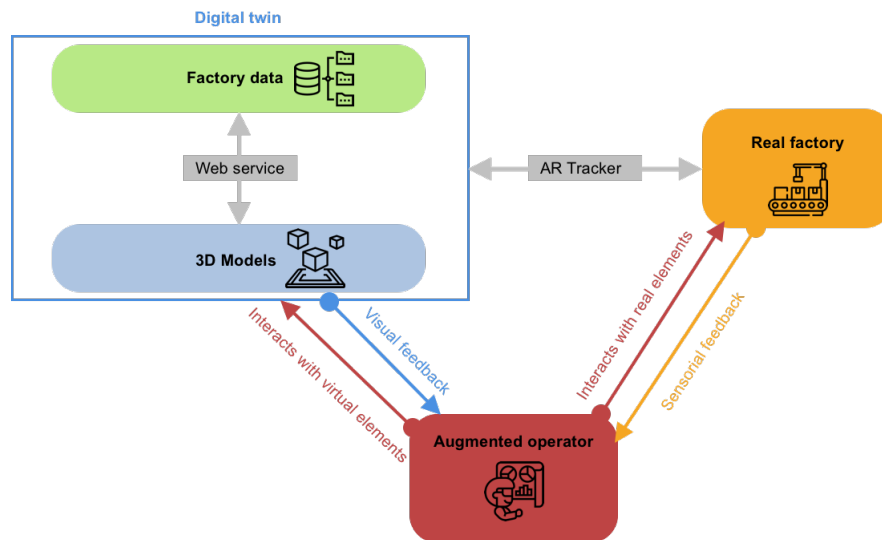 Digital twin
Factory data
Web service
3D Models
AR Tracker
Real factory
Interacts with virtual elements
Visual feedback
Interacts with real elements
Sensorial feedback
Augmented operator